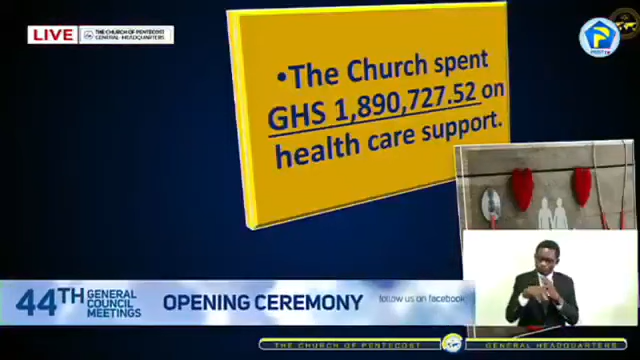 LIVE
THE CHURCH OF PENTECOST
GENERAL HEADQUARTERS
•The Church spent
GHS 1,890,727.52 on
health care support.
44TH GENERAL
COUNCIL
MEETINGS
OPENING CEREMONY
follow us on facebook
THE CHURCH OF PENTECOST
GENERAL HEADQUARTERS